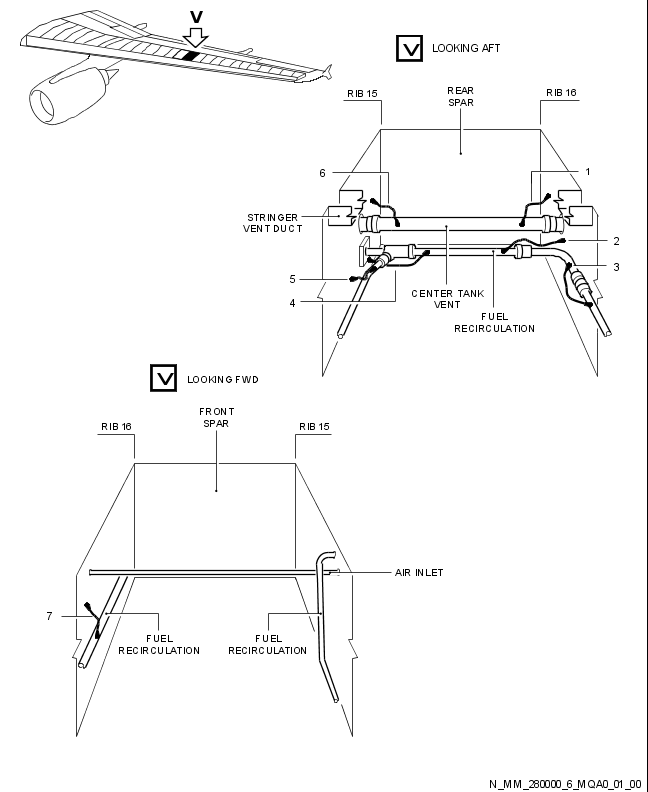 V
V LOOKING AFT
RIB 15
REAR
SPAR
RIB 16
6
1
STRINGER
VENT DUCT
2
3
5
4
CENTER TANK
VENT
FUEL
RECIRCULATION
V LOOKING FWD
FRONT
SPAR
RIB 16
RIB 15
AIR INLET
7
FUEL
RECIRCULATION
FUEL
RECIRCULATION
N_MM_280000_6_MQA0_01_00